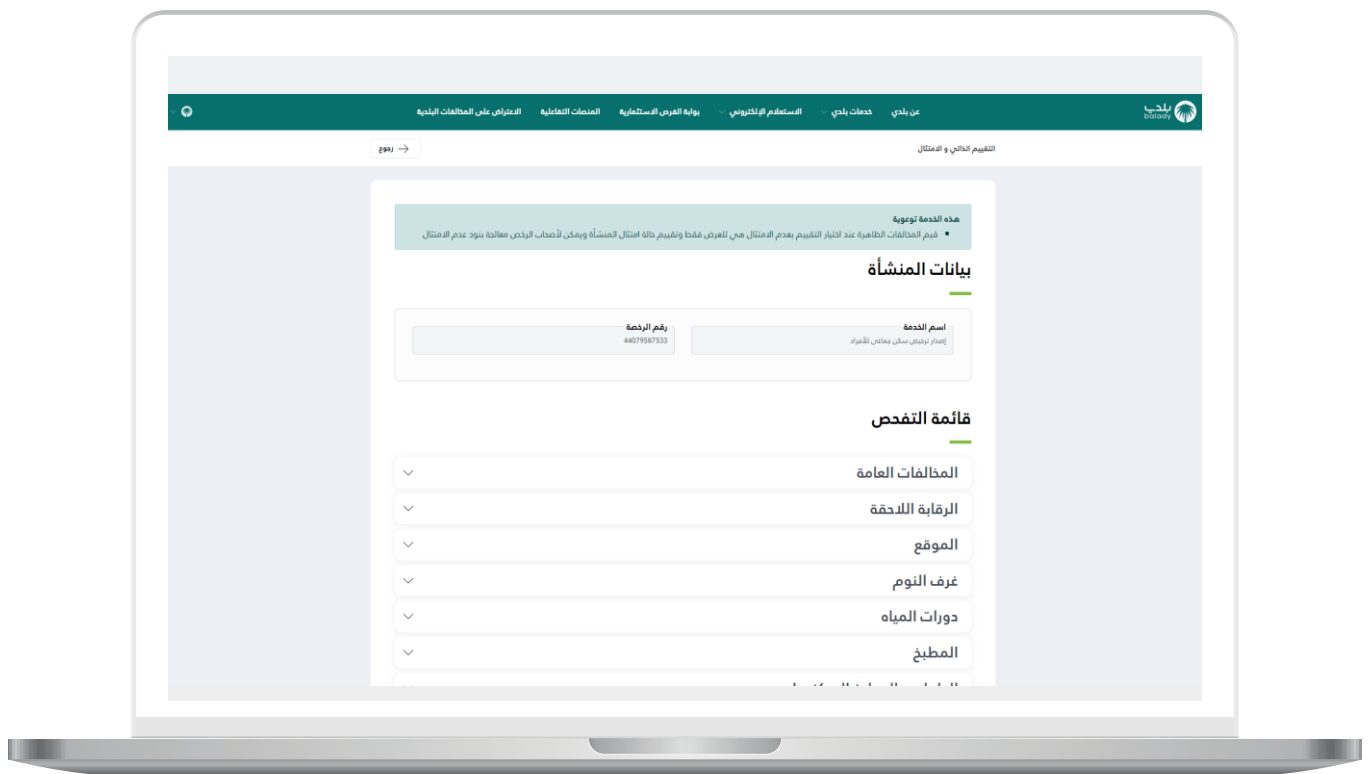 بلدي
balady
عن بلدي
خدمات بلدي
الاستعلام الإلكتروني
بوابة الفرص الاستثمارية
المنصات التفاعلية
الاعتراض على المخالفات البلدية
التقييم الذاتي و الامتثال
رجوع
هذه الخدمة توعوية
قيم المخالفات الظاهرة عند اختيار التقييم بعدم الامتثال هي للعرض فقط وتقييم حالة امتثال المنشأة ويمكن لأصحاب الرخص معالجة بنود عدم الامتثال
بيانات المنشأة
اسم الخدمة
إصدار ترخيص سكن جماعي للأفراد
رقم الرخصة
44079587533
قائمة التفحص
المخالفات العامة
الرقابة اللاحقة
الموقع
غرف النوم
دورات المياه
المطبخ